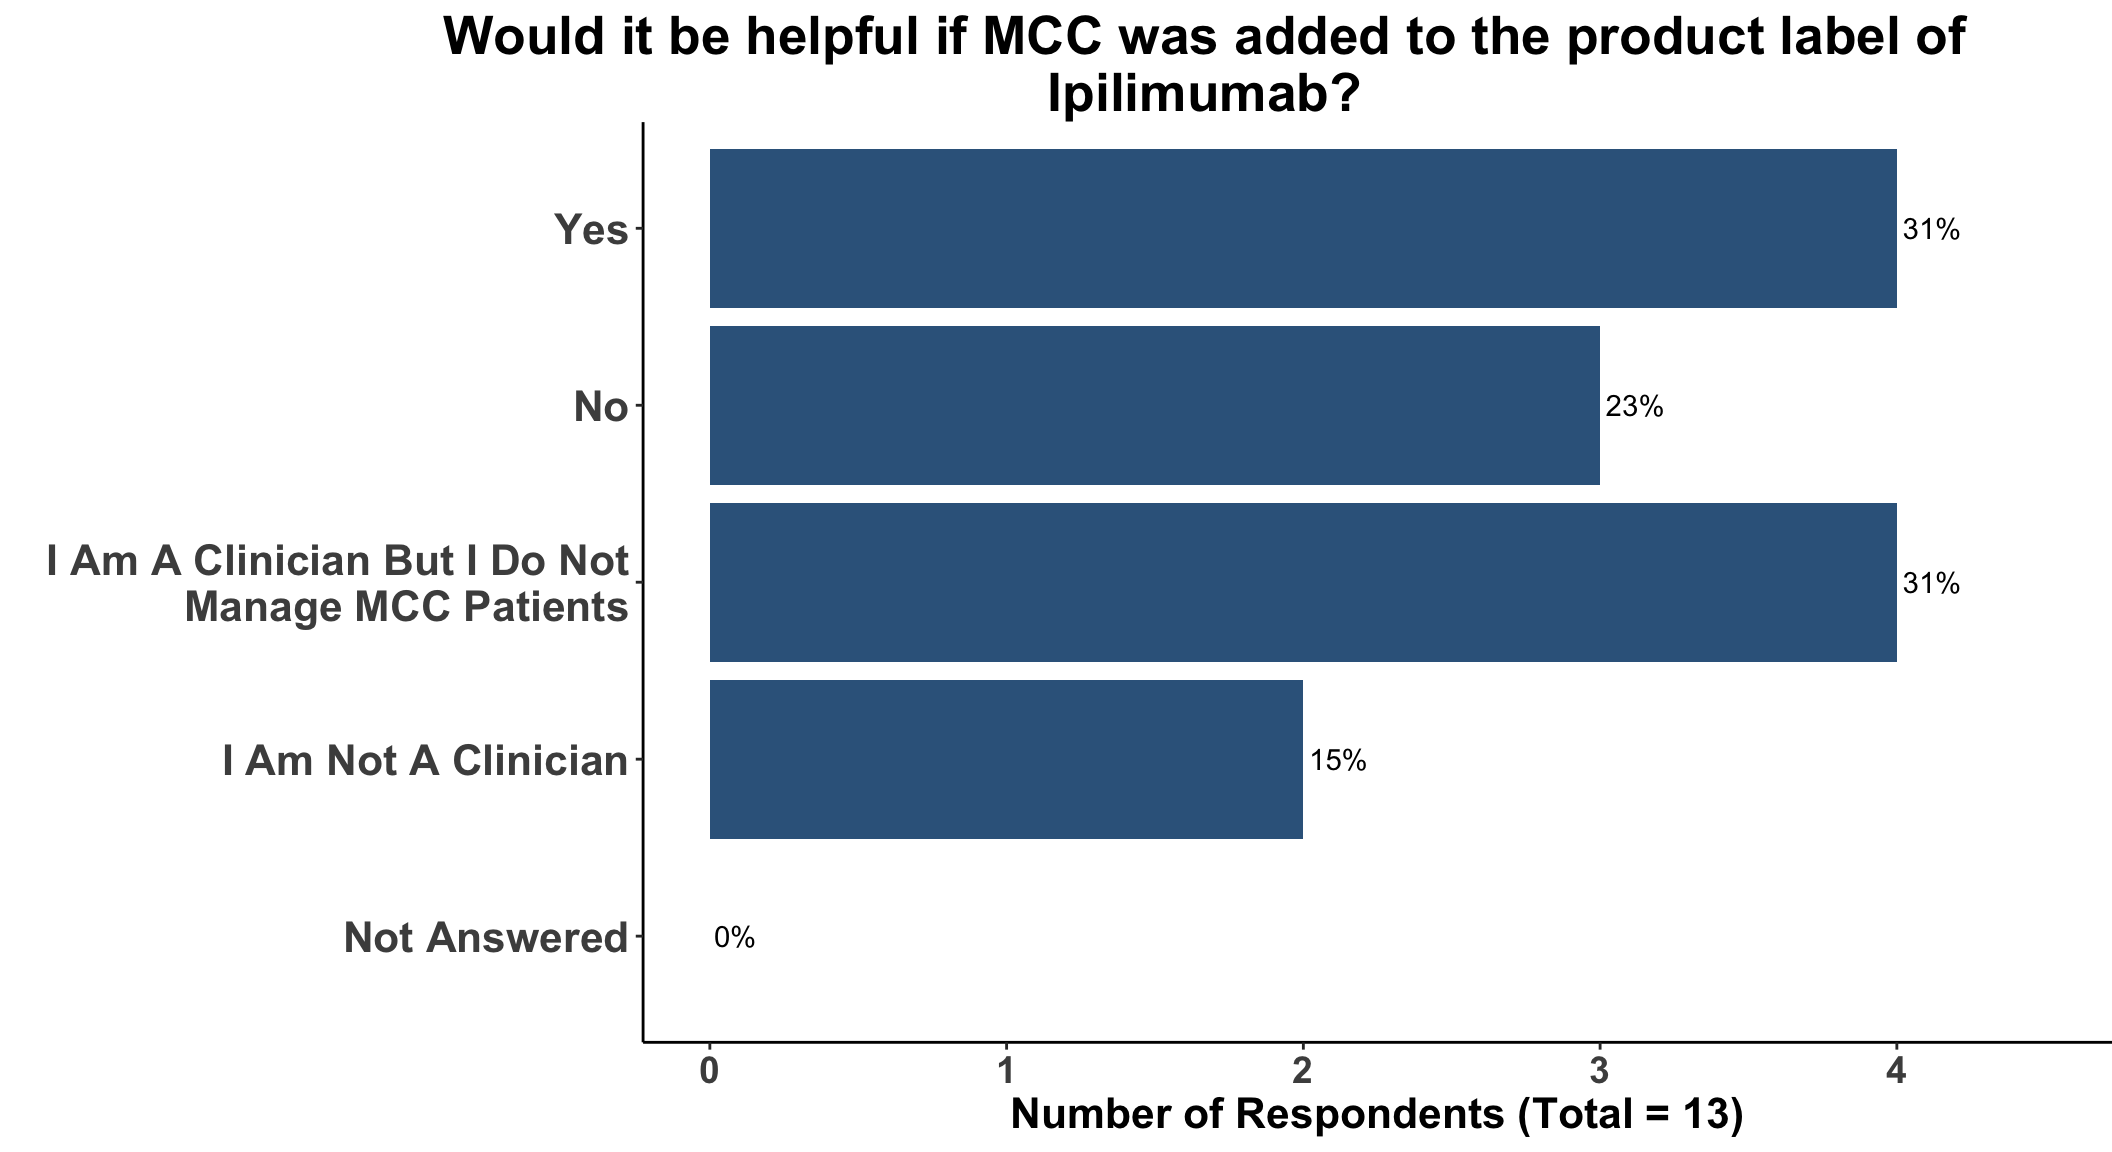 Would it be helpful if MCC was added to the product label of
Ipilimumab?
Yes
31%
No
23%
I Am A Clinician But I Do Not
Manage MCC Patients
31%
I Am Not A Clinician
15%
Not Answered
0%
0 1 2 3 4
Number of Respondents (Total = 13)